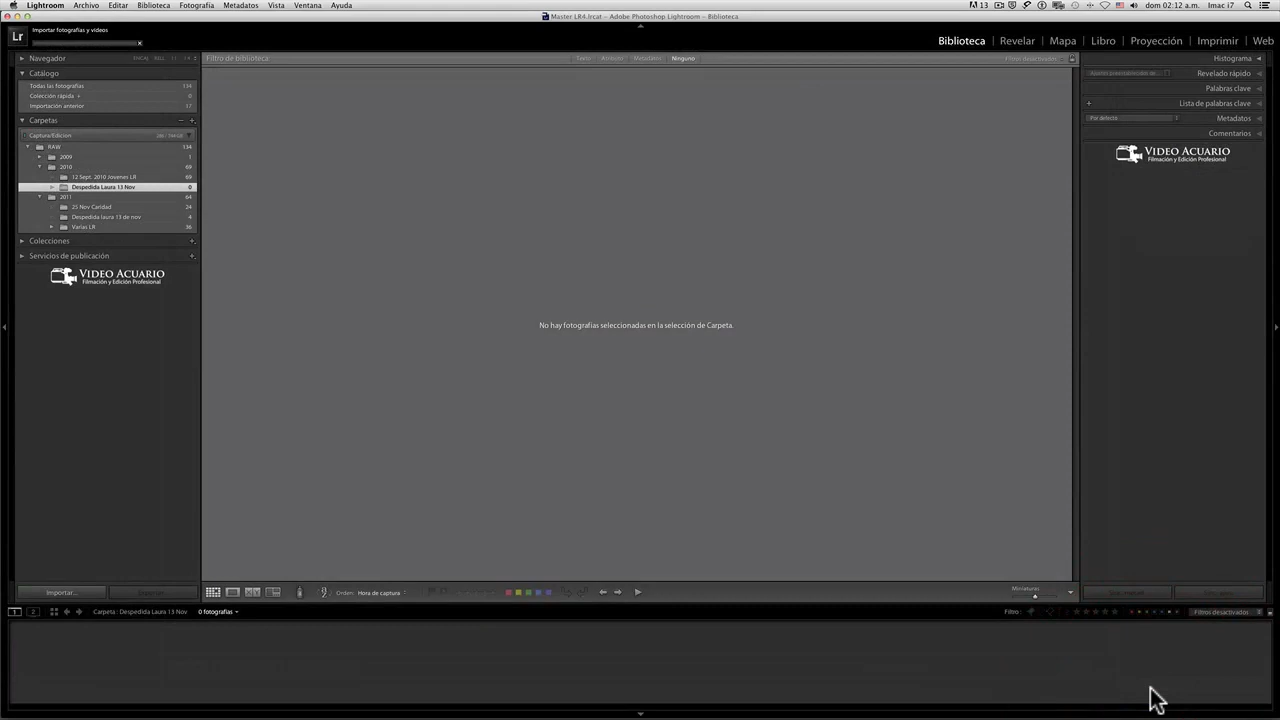 Lightroom Archivo Editar Biblioteca Fotografía Metadatos Vista Ventana Ayuda
13 dom 02:12 a.m. Imac i7
Master LR4.lrcat – Adobe Photoshop Lightroom – Biblioteca
Lr Importar fotografías y vídeos
Biblioteca | Revelar | Mapa | Libro | Proyección | Imprimir | Web
Navegador
Filtro de biblioteca Texto Atributo Metadatos Ninguno Filtros desactivados
Histograma
Catálogo
Todas las fotografías 134
Colección rápida + 0
Importación anterior 17
Carpetas
Captura/Edicion
RAW 134
2009 1
2010 69
12 Sept. 2010 Jovenes LR 69
Despedida Laura 13 Nov 0
2011 64
25 Nov Caridad 24
Despedida laura 13 de nov 4
Varias LR 36
Colecciones
Servicios de publicación
VIDEO ACUARIO
Filmación y Edición Profesional
No hay fotografías seleccionadas en la selección de Carpeta.
Revelado rápido
Palabras clave
Lista de palabras clave
Por defecto Metadatos
Comentarios
VIDEO ACUARIO
Filmación y Edición Profesional
Importar...
Orden: Hora de captura
Miniaturas
1 2 Carpeta : Despedida Laura 13 Nov 0 fotografías
Filtro : Filtros desactivados